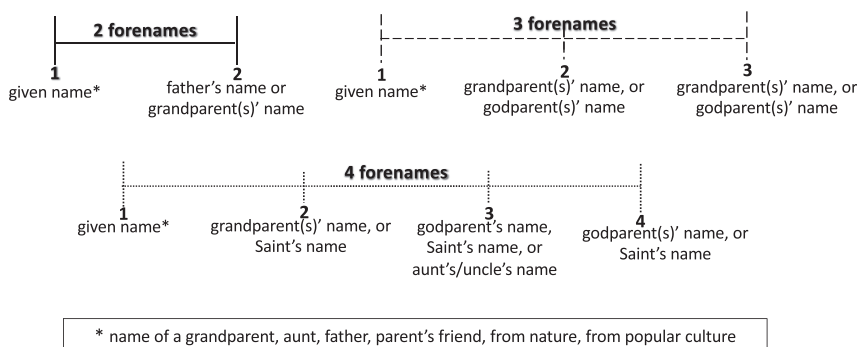 2 forenames
1
given name*
2
father's name or
grandparent(s)' name
3 forenames
1
given name*
2
grandparent(s)' name, or
godparent(s)' name
3
grandparent(s)' name, or
godparent(s)' name
4 forenames
1
given name*
2
grandparent(s)' name, or
Saint's name
3
godparent's name,
Saint's name, or
aunt's/uncle's name
4
godparent(s)' name, or
Saint's name
* name of a grandparent, aunt, father, parent's friend, from nature, from popular culture